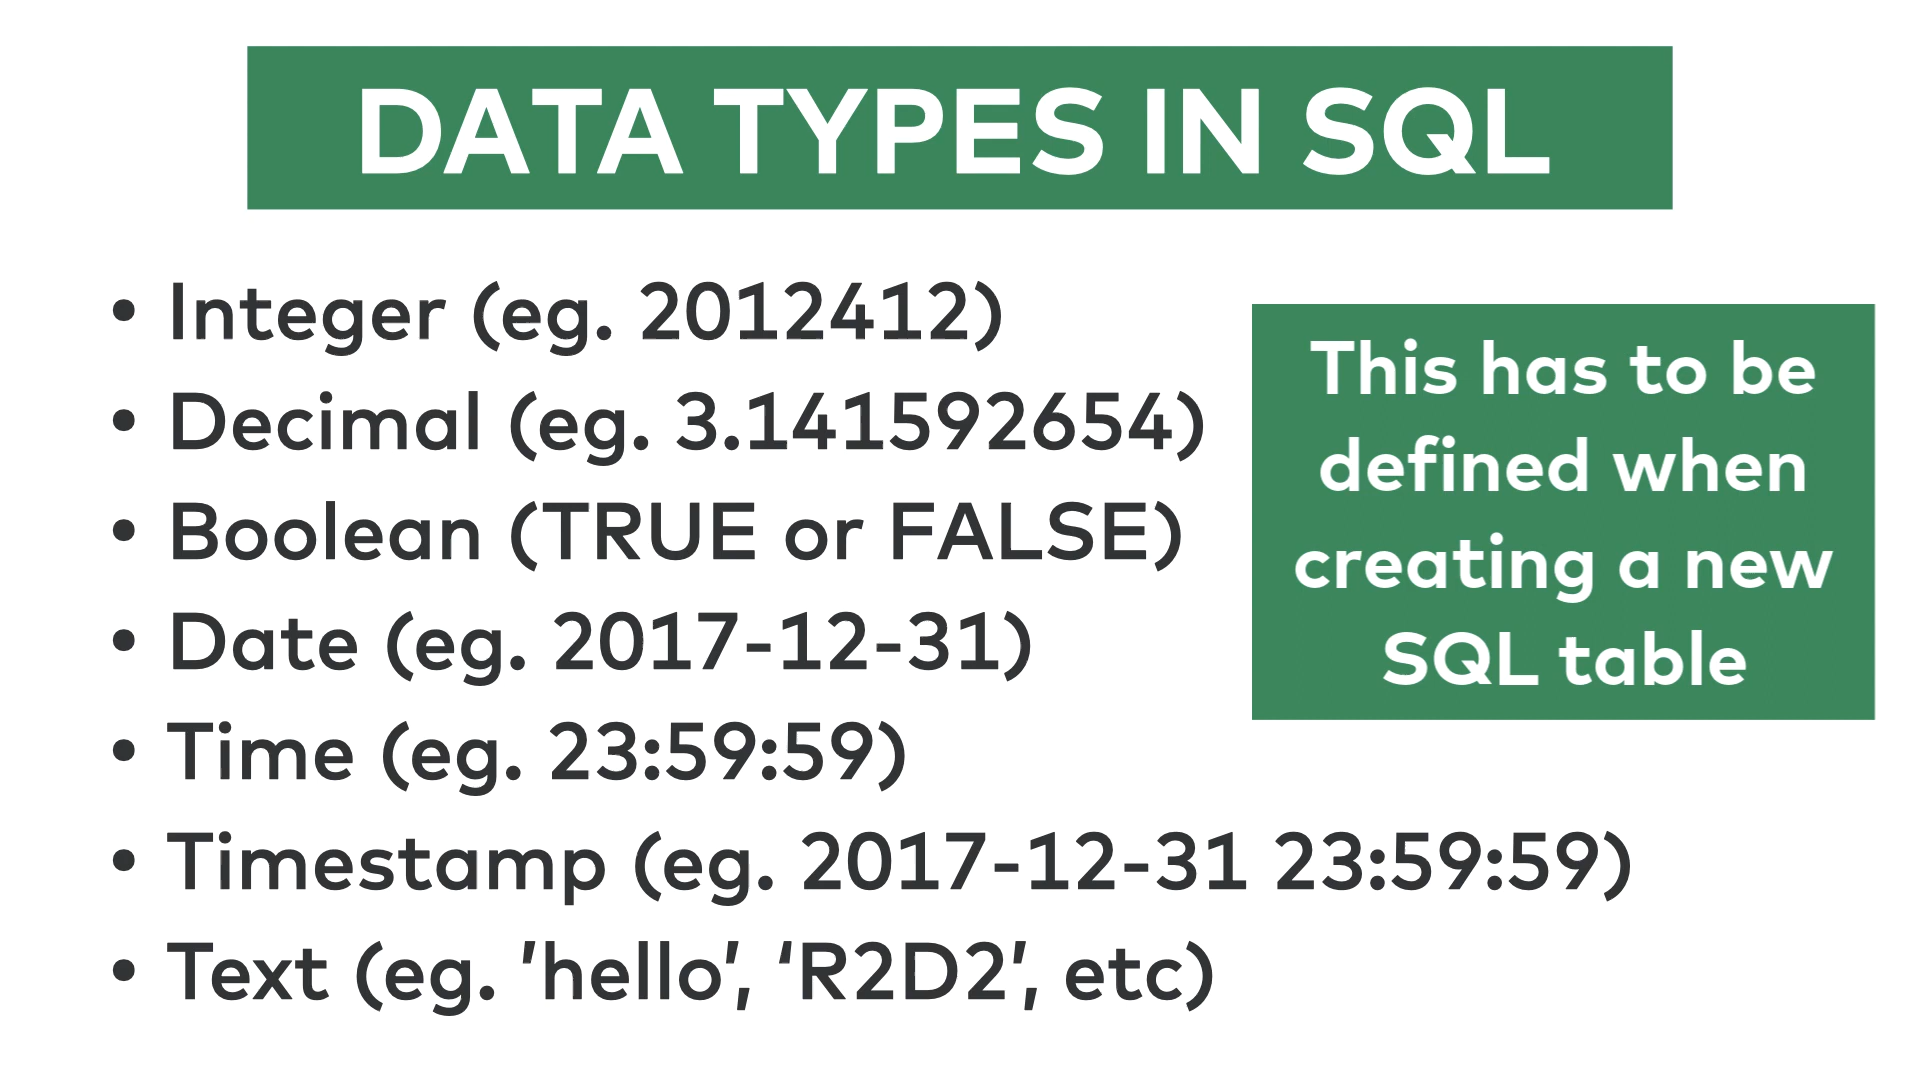 DATA TYPES IN SQL
• Integer (eg. 2012412)
• Decimal (eg. 3.141592654)
• Boolean (TRUE or FALSE)
• Date (eg. 2017-12-31)
• Time (eg. 23:59:59)
• Timestamp (eg. 2017-12-31 23:59:59)
• Text (eg. ’hello’, ‘R2D2’, etc)
This has to be
defined when
creating a new
SQL table